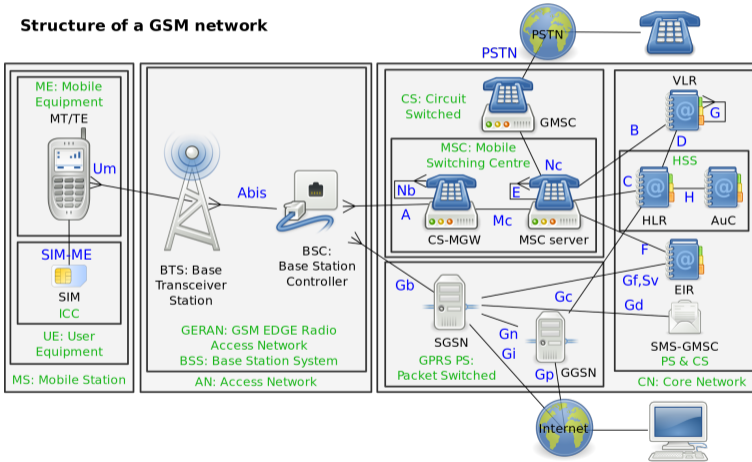 Structure of a GSM network
PSTN
PSTN
ME: Mobile
Equipment
MT/TE
Um
SIM-ME
SIM
ICC
UE: User
Equipment
MS: Mobile Station
Abis
BTS: Base
Transceiver
Station
BSC:
Base Station
Controller
GERAN: GSM EDGE Radio
Access Network
BSS: Base Station System
AN: Access Network
CS: Circuit
Switched
GMSC
MSC: Mobile
Switching Centre
Nc
Nb
E
A
Mc
CS-MGW
MSC server
VLR
B
G
D
HSS
C
H
HLR
AuC
F
EIR
Gf,Sv
Gb
Gc
Gd
SGSN
Gn
Gi
Gp
GGSN
GPRS PS:
Packet Switched
SMS-GMSC
PS & CS
CN: Core Network
Internet